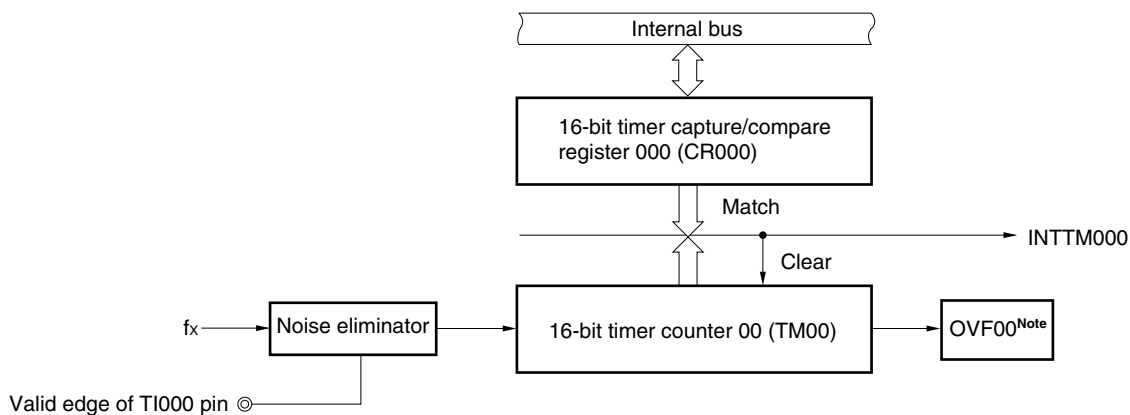 Internal bus
16-bit timer capture/compare
register 000 (CR000)
Match
INTTM000
Clear
fx
Noise eliminator
16-bit timer counter 00 (TM00)
OVF00Note
Valid edge of TI000 pin